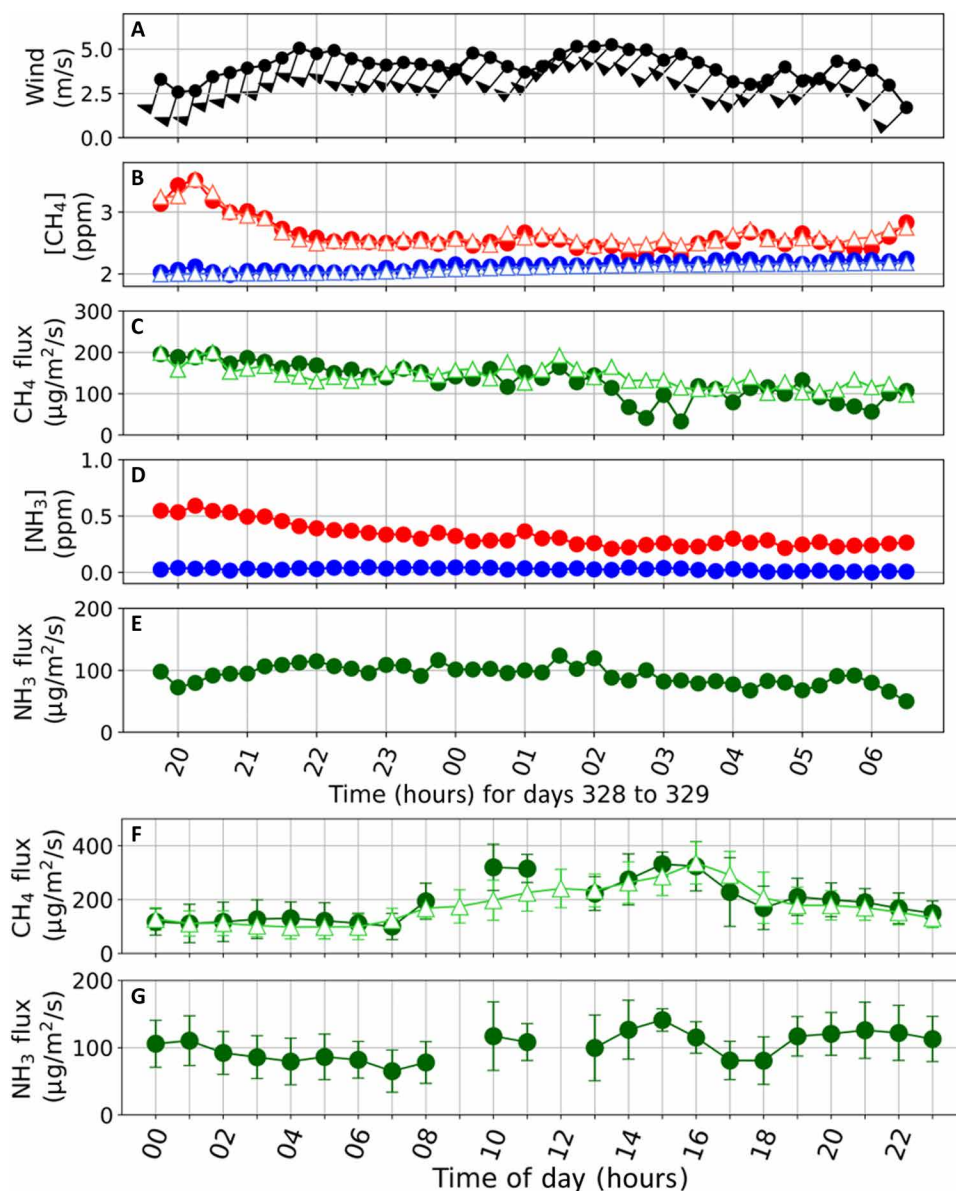 A
Wind
(m/s)
5.0
2.5
0.0
B
[CH₄]
(ppm)
3
2
C
CH₄ flux
(µg/m²/s)
300
200
100
0
D
[NH₃]
(ppm)
1.0
0.5
0.0
E
NH₃ flux
(µg/m²/s)
200
100
0
20 21 22 23 00 01 02 03 04 05 06
Time (hours) for days 328 to 329
F
CH₄ flux
(µg/m²/s)
400
200
0
G
NH₃ flux
(µg/m²/s)
200
100
0
00 02 04 06 08 10 12 14 16 18 20 22
Time of day (hours)